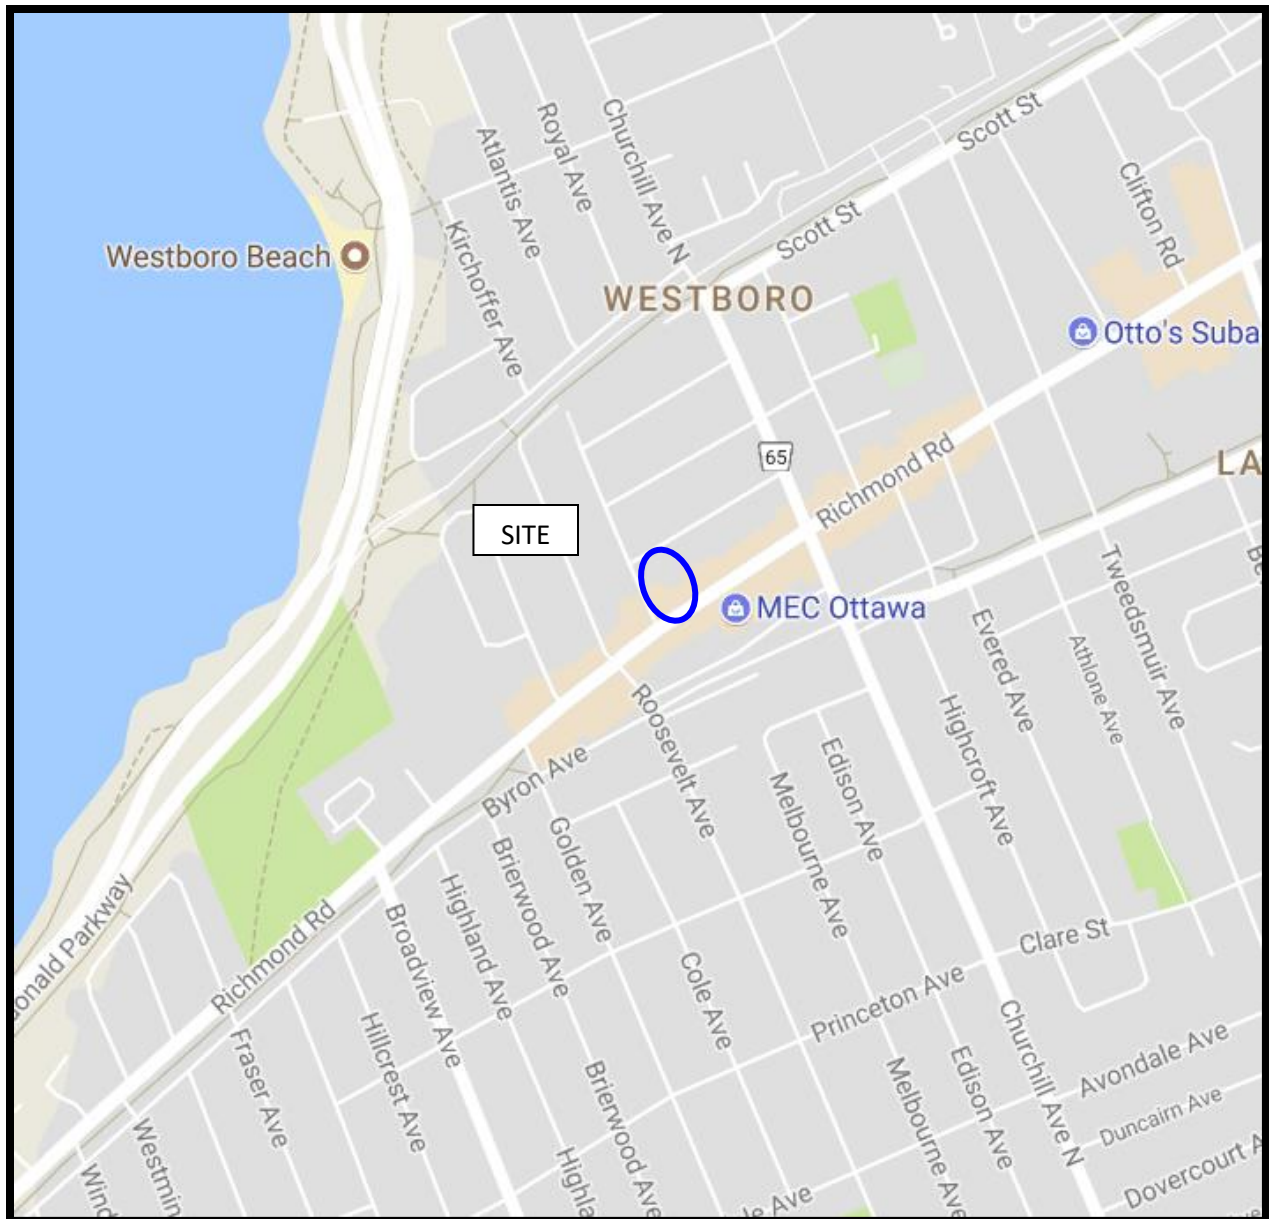 Atlantis Ave
Royal Ave
Churchill Ave N
Scott St
Clifton Rd
Scott St
Kirchoffer Ave
Westboro Beach
WESTBORO
Otto's Suba
65
Richmond Rd
LA
SITE
MEC Ottawa
Tweedsmuir Ave
Athlone Ave
Evered Ave
Highcroft Ave
Roosevelt Ave
Edison Ave
Melbourne Ave
Byron Ave
Golden Ave
Brierwood Ave
Highland Ave
Broadview Ave
Richmond Rd
onald Parkway
Cole Ave
Clare St
Princeton Ave
Hillcrest Ave
Fraser Ave
Brierwood Ave
Churchill Ave N
Edison Ave
Melbourne Ave
Avondale Ave
Duncairn Ave
Dovercourt A
Westmin
Wind
Highla
le Ave